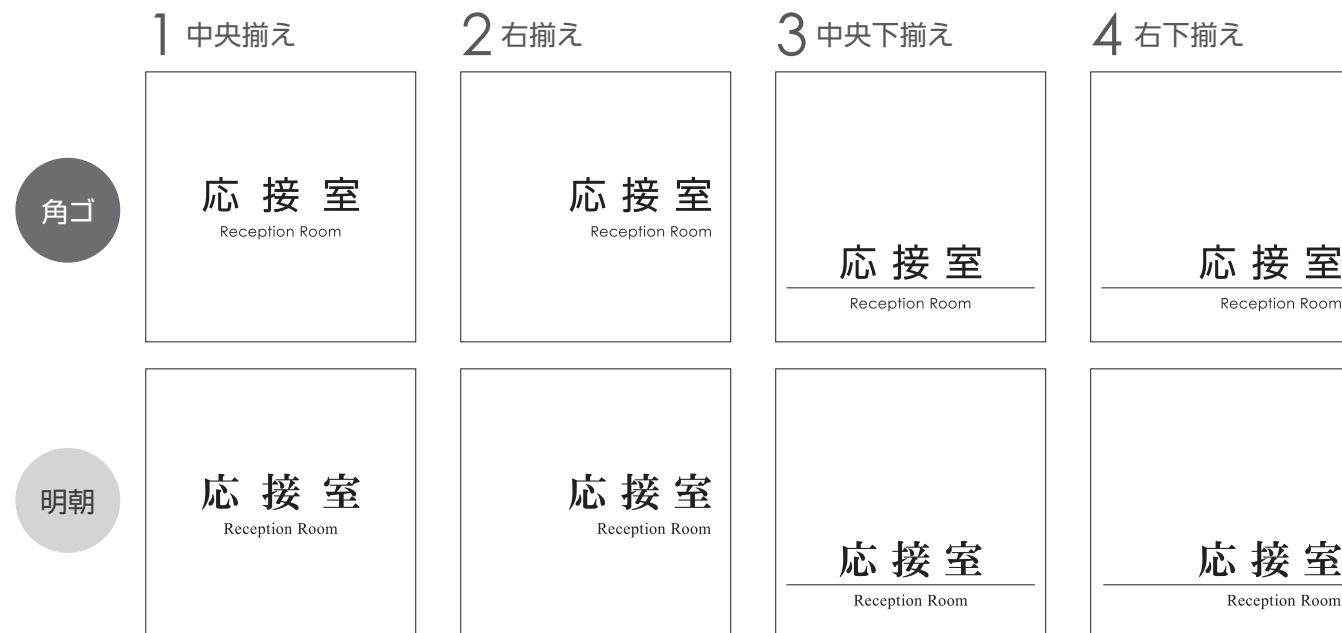 1 中央揃え
2 右揃え
3 中央下揃え
4 右下揃え
角ゴ
応接室
Reception Room
応接室
Reception Room
応接室
Reception Room
応接室
Reception Room
明朝
応接室
Reception Room
応接室
Reception Room
応接室
Reception Room
応接室
Reception Room